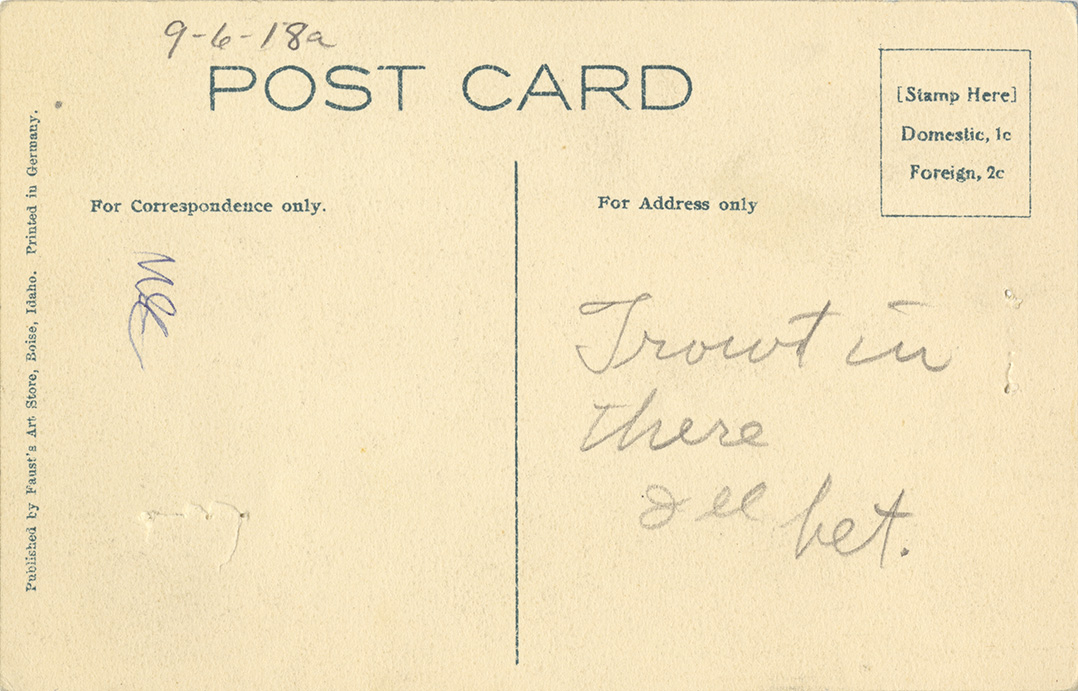 9-6-18a
POST CARD
[Stamp Here]
Domestic, 1c
Foreign, 2c
For Correspondence only.
For Address only
Trowt in
there
I ll bet.
Published by Faust's Art Store, Boise, Idaho. Printed in Germany.